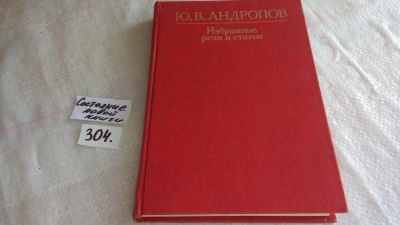 Ю. В. АНДРОПОВ
Избранные
речи и статьи
Состояние
новой
книги.
304.